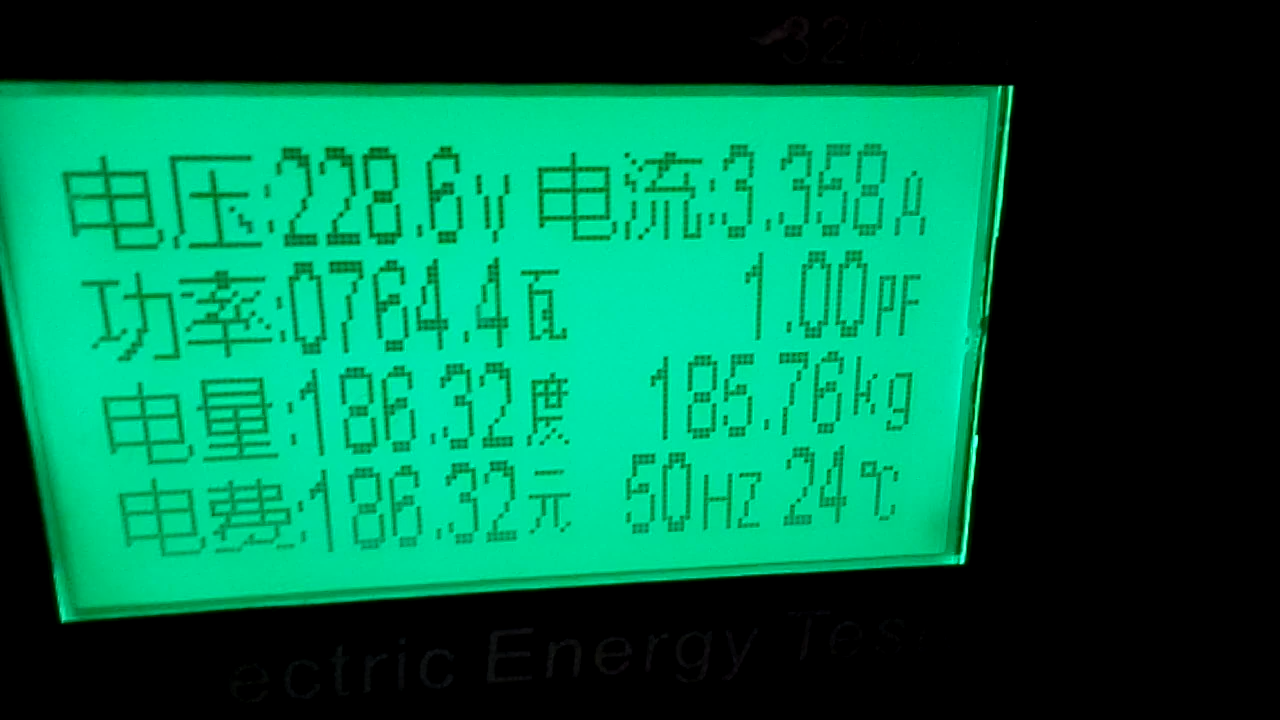 电压:228.6V 电流:3.358A
功率:0764.4瓦 1.00PF
电量:186.32度 185.76kg
电费:186.32元 50HZ 24℃
ectric Energy Tes